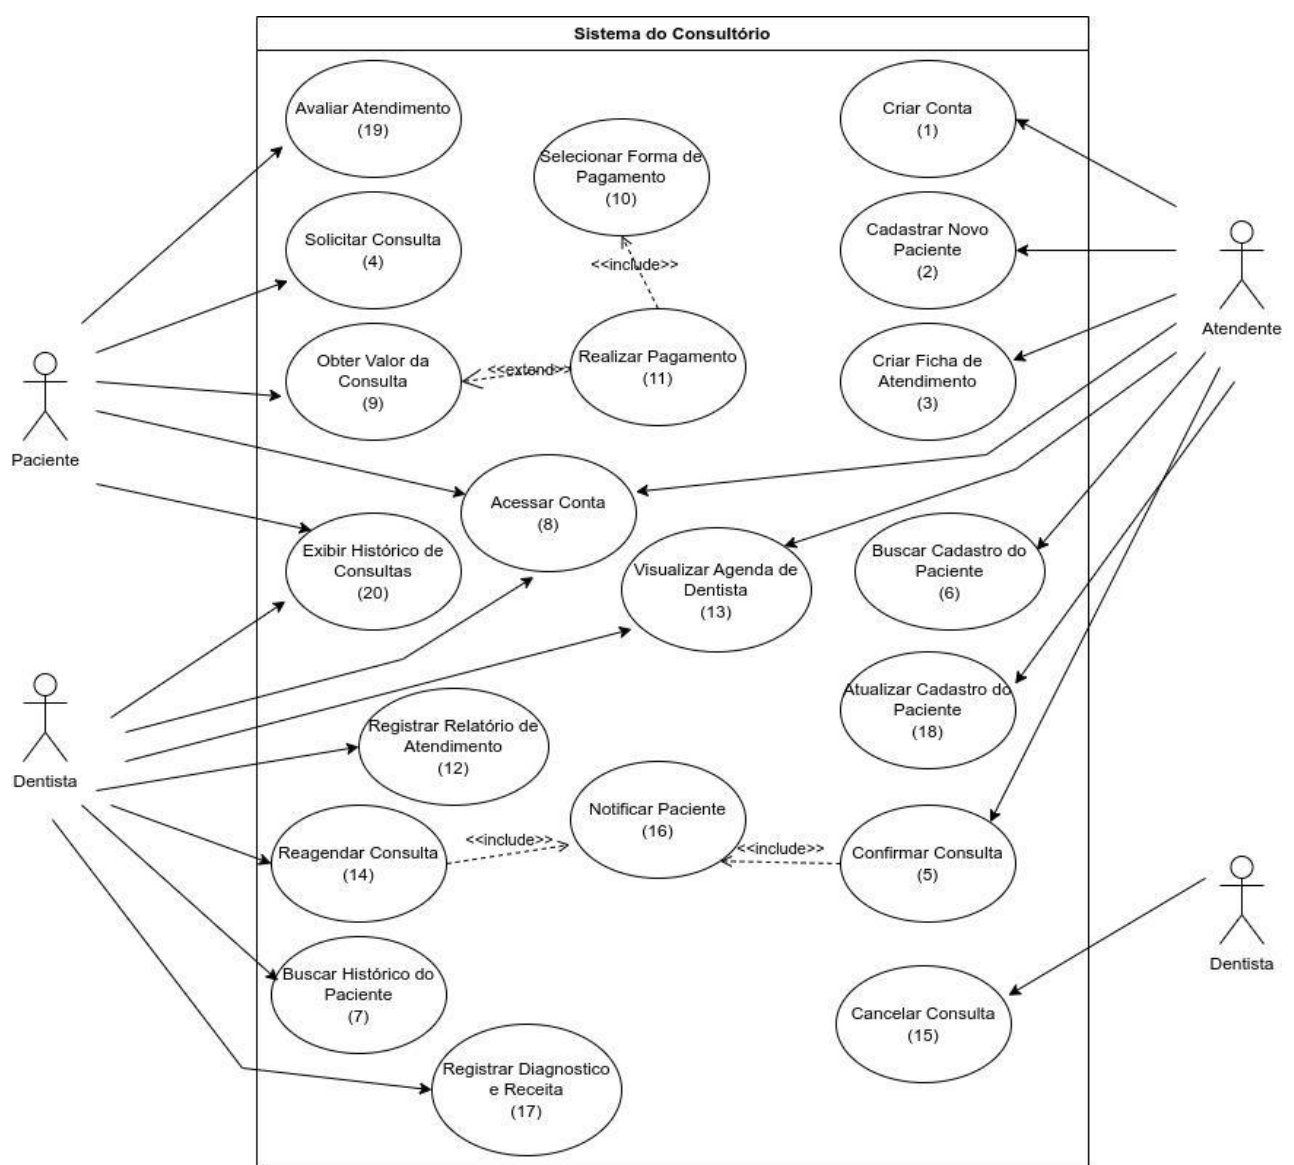 Sistema do Consultório
Avaliar Atendimento
(19)
Selecionar Forma de
Pagamento
(10)
Criar Conta
(1)
Solicitar Consulta
(4)
<<include>>
Cadastrar Novo
Paciente
(2)
Atendente
Obter Valor da
Consulta
(9)
<<extend>>
Realizar Pagamento
(11)
Criar Ficha de
Atendimento
(3)
Paciente
Acessar Conta
(8)
Exibir Histórico de
Consultas
(20)
Visualizar Agenda de
Dentista
(13)
Buscar Cadastro do
Paciente
(6)
Dentista
Registrar Relatório de
Atendimento
(12)
Atualizar Cadastro do
Paciente
(18)
Reagendar Consulta
(14)
<<include>>
Notificar Paciente
(16)
<<include>>
Confirmar Consulta
(5)
Buscar Histórico do
Paciente
(7)
Cancelar Consulta
(15)
Dentista
Registrar Diagnostico
e Receita
(17)